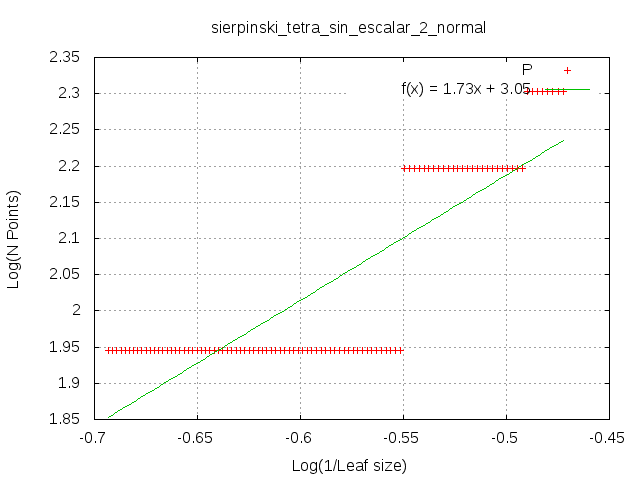 sierpinski_tetra_sin_escalar_2_normal
2.35
2.3
2.25
2.2
2.15
2.1
2.05
2
1.95
1.9
1.85
Log(N Points)
P
f(x) = 1.73x + 3.05
-0.7 -0.65 -0.6 -0.55 -0.5 -0.45
Log(1/Leaf size)